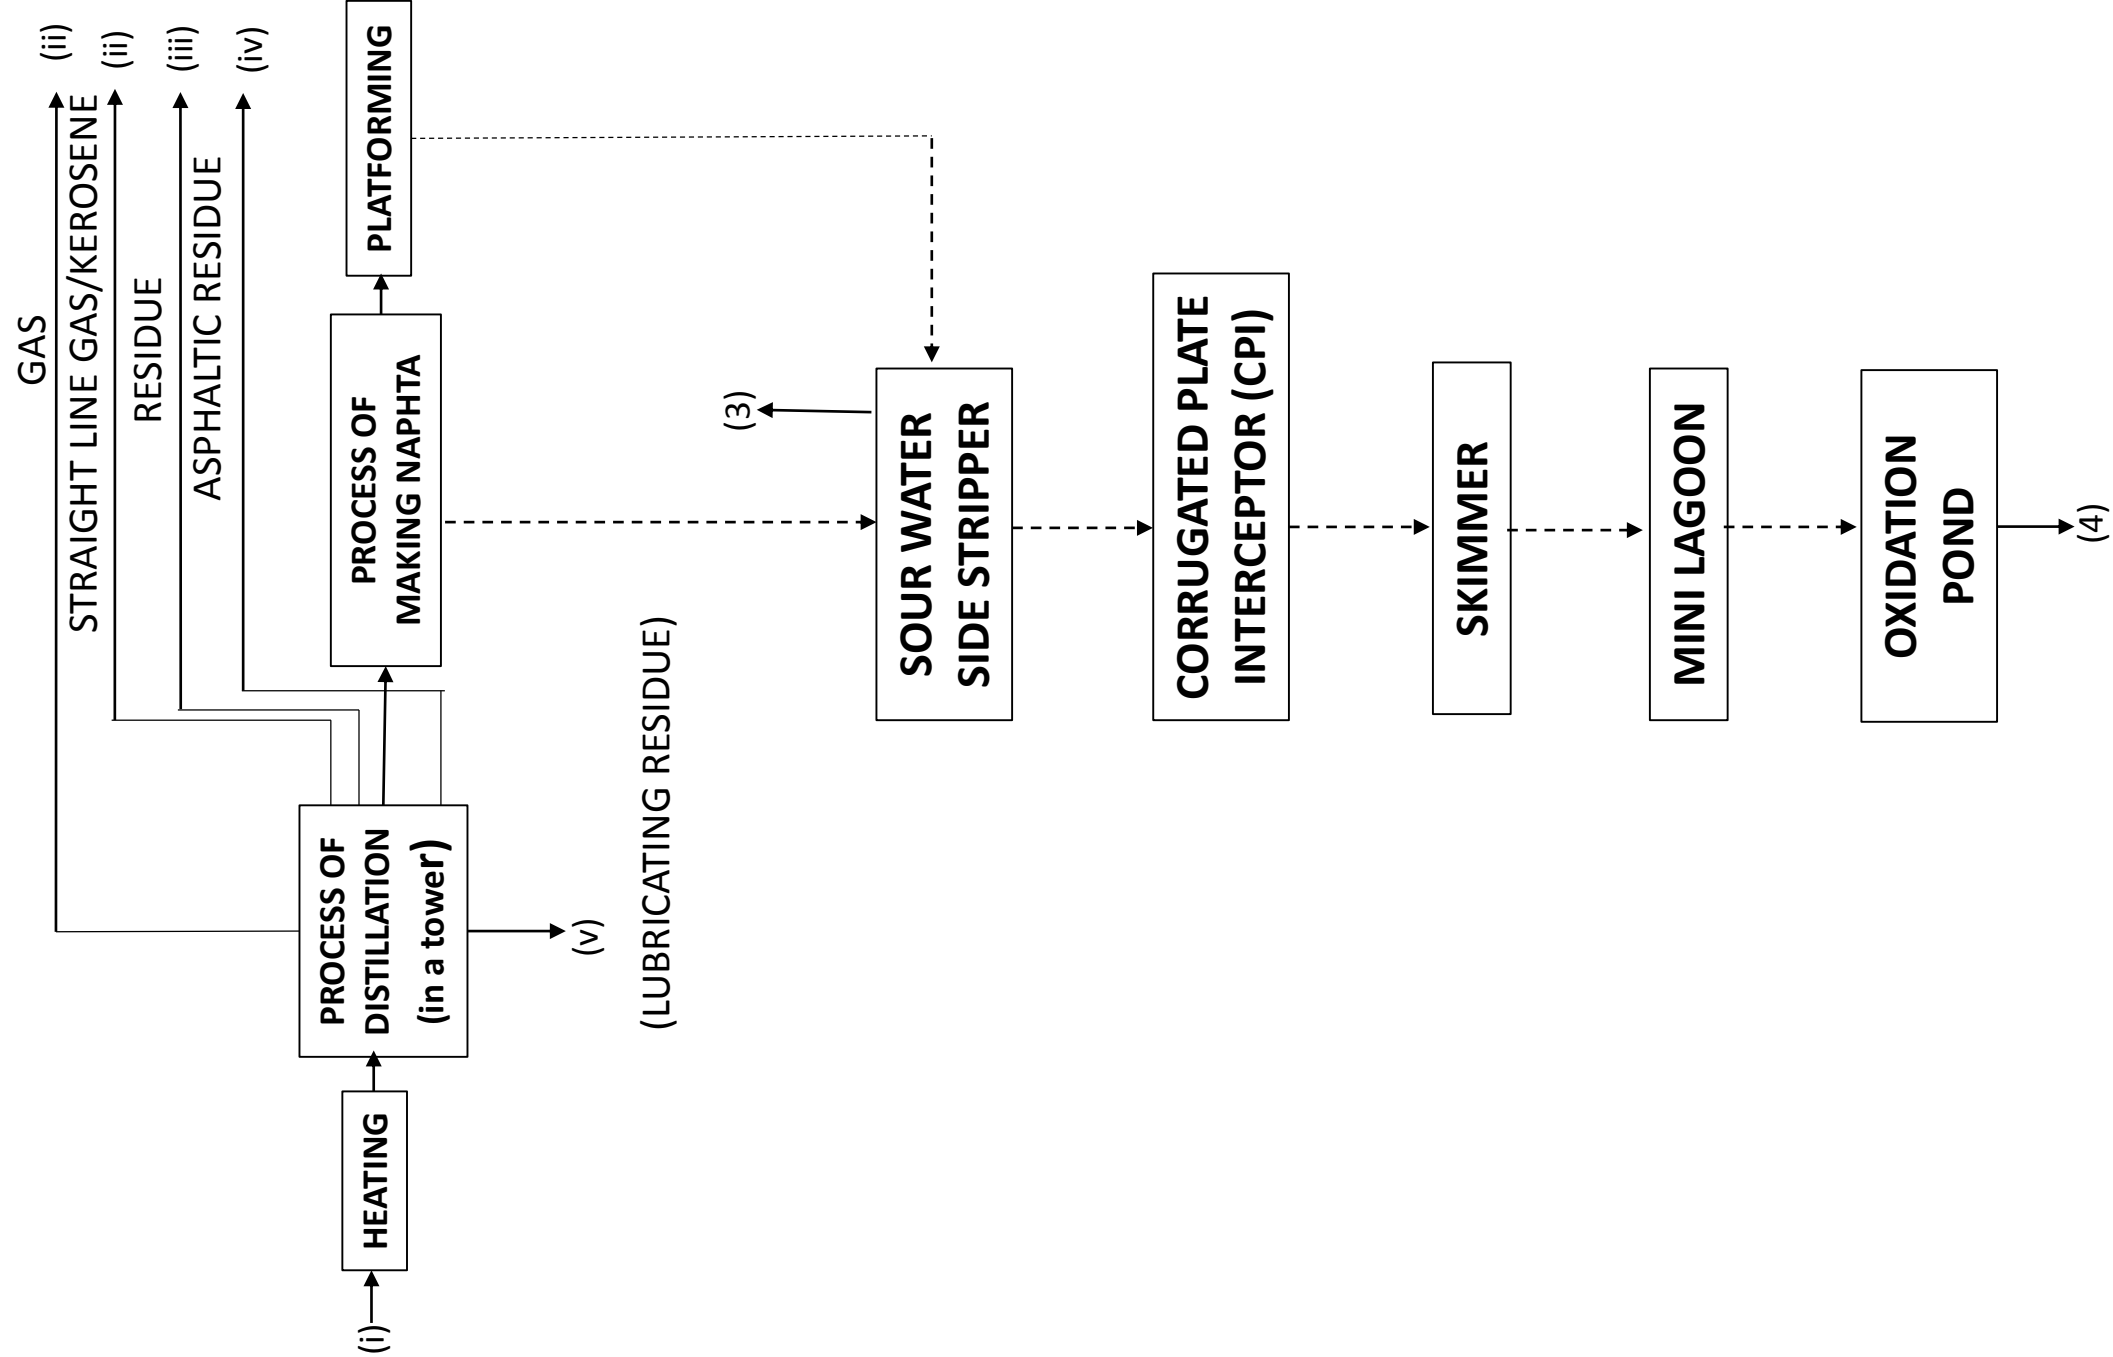 GAS
(ii)
STRAIGHT LINE GAS/KEROSENE
(ii)
RESIDUE
(iii)
ASPHALTIC RESIDUE
(iv)
(i)
HEATING
PROCESS OF
DISTILLATION
(in a tower)
PROCESS OF
MAKING NAPHTA
PLATFORMING
(v)
(LUBRICATING RESIDUE)
(3)
SOUR WATER
SIDE STRIPPER
CORRUGATED PLATE
INTERCEPTOR (CPI)
SKIMMER
MINI LAGOON
OXIDATION
POND
(4)